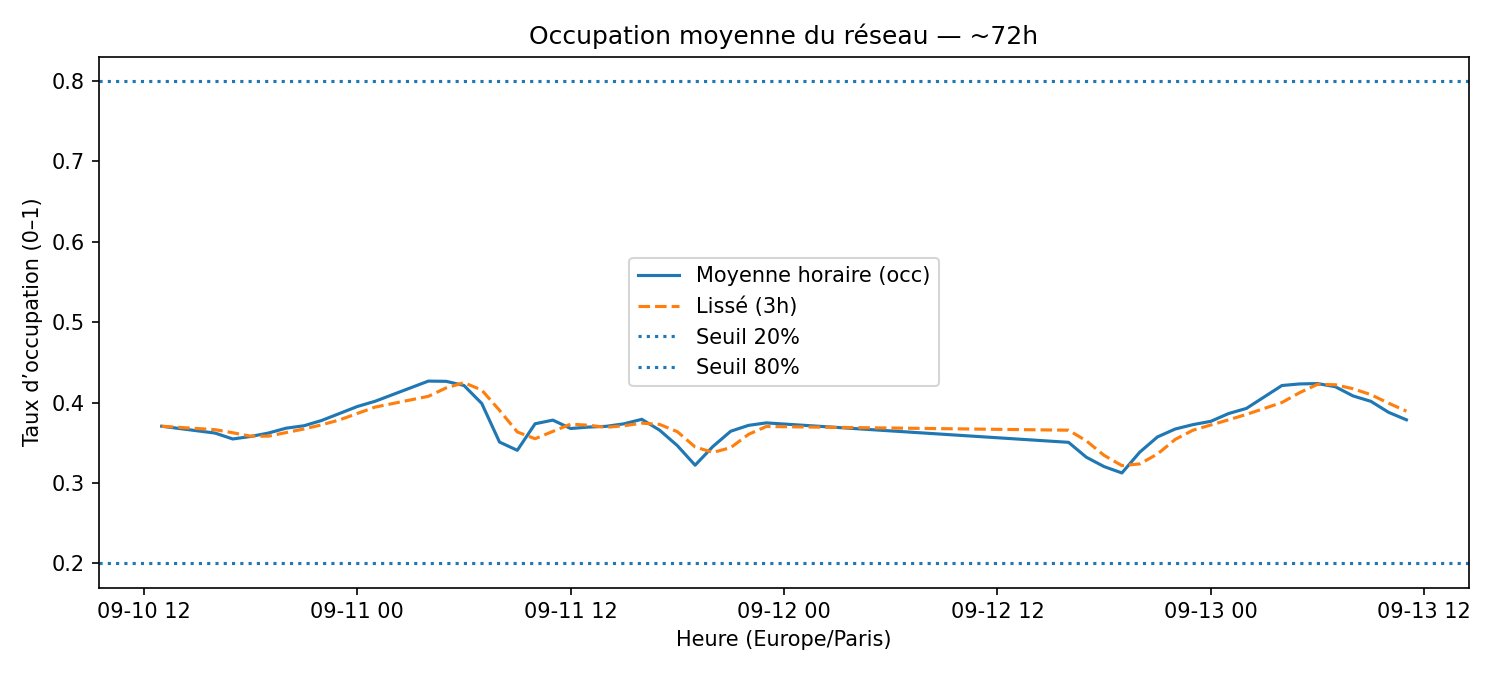 Occupation moyenne du réseau — ~72h
Taux d’occupation (0–1)
0.8
0.7
0.6
0.5
0.4
0.3
0.2
Moyenne horaire (occ)
Lissé (3h)
Seuil 20%
Seuil 80%
09-10 12
09-11 00
09-11 12
09-12 00
09-12 12
09-13 00
09-13 12
Heure (Europe/Paris)